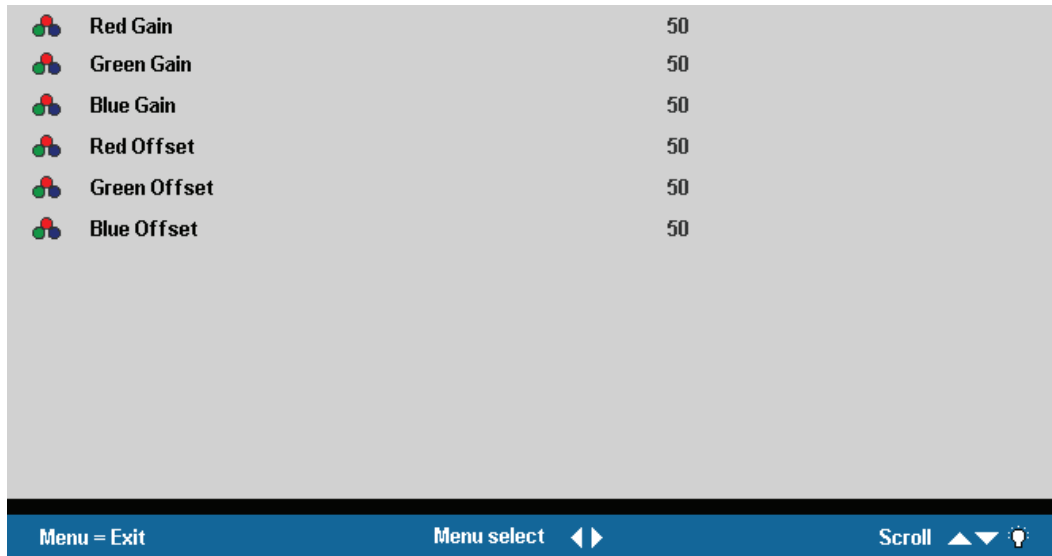 Red Gain 50
Green Gain 50
Blue Gain 50
Red Offset 50
Green Offset 50
Blue Offset 50
Menu = Exit Menu select Scroll